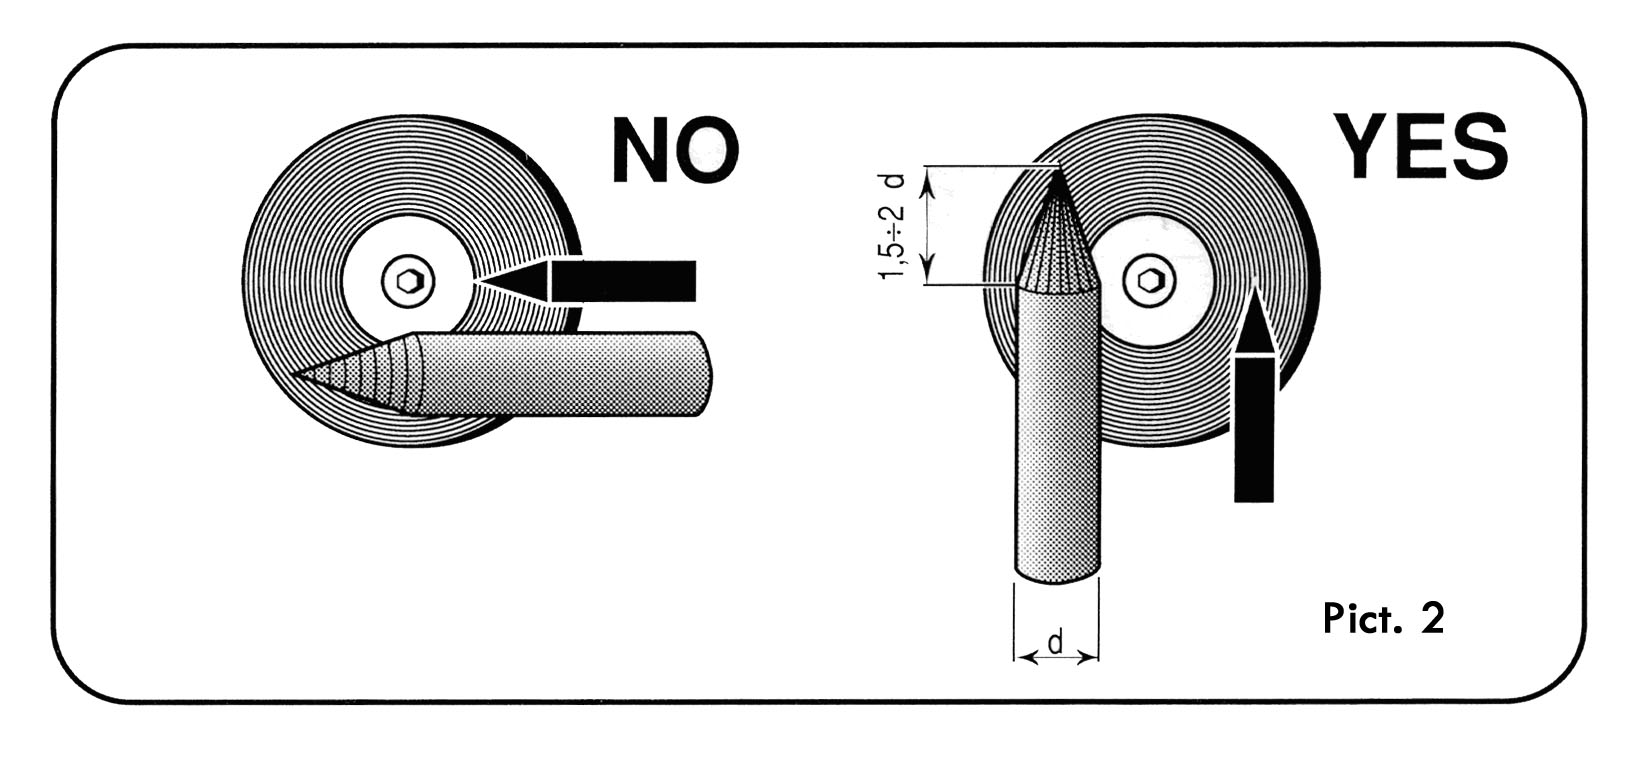 NO
YES
1,5÷2 d
d
Pict. 2